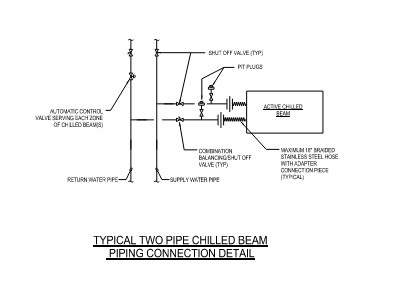 SHUT OFF VALVE (TYP)
PIT PLUGS
AUTOMATIC CONTROL
VALVE SERVING EACH ZONE
OF CHILLED BEAM(S)
ACTIVE CHILLED
BEAM
COMBINATION
BALANCING/SHUT OFF
VALVE (TYP)
MAXIMUM 18" BRAIDED
STAINLESS STEEL HOSE
WITH ADAPTER
CONNECTION PIECE
(TYPICAL)
RETURN WATER PIPE
SUPPLY WATER PIPE
TYPICAL TWO PIPE CHILLED BEAM
PIPING CONNECTION DETAIL